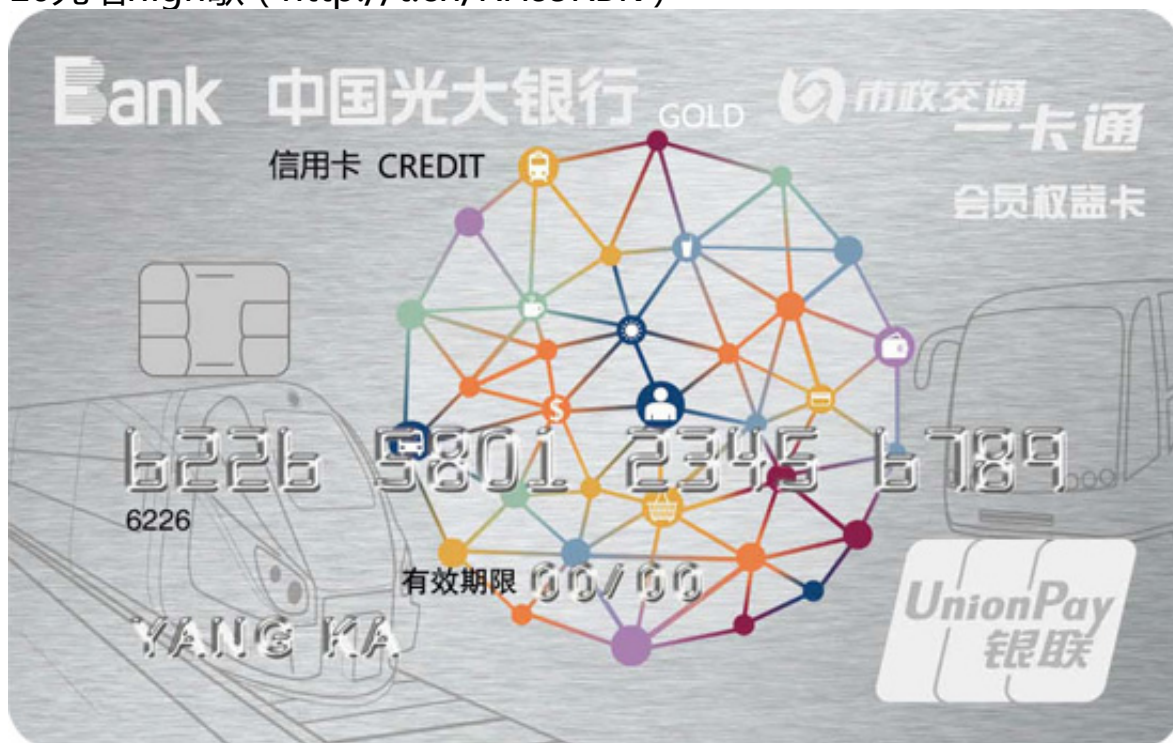 Bank 中国光大银行 GOLD 市政交通
一卡通
信用卡 CREDIT
会员权益卡
6226 5801 2345 6789
6226
有效期限 00/00
YANG KA
UnionPay
银联